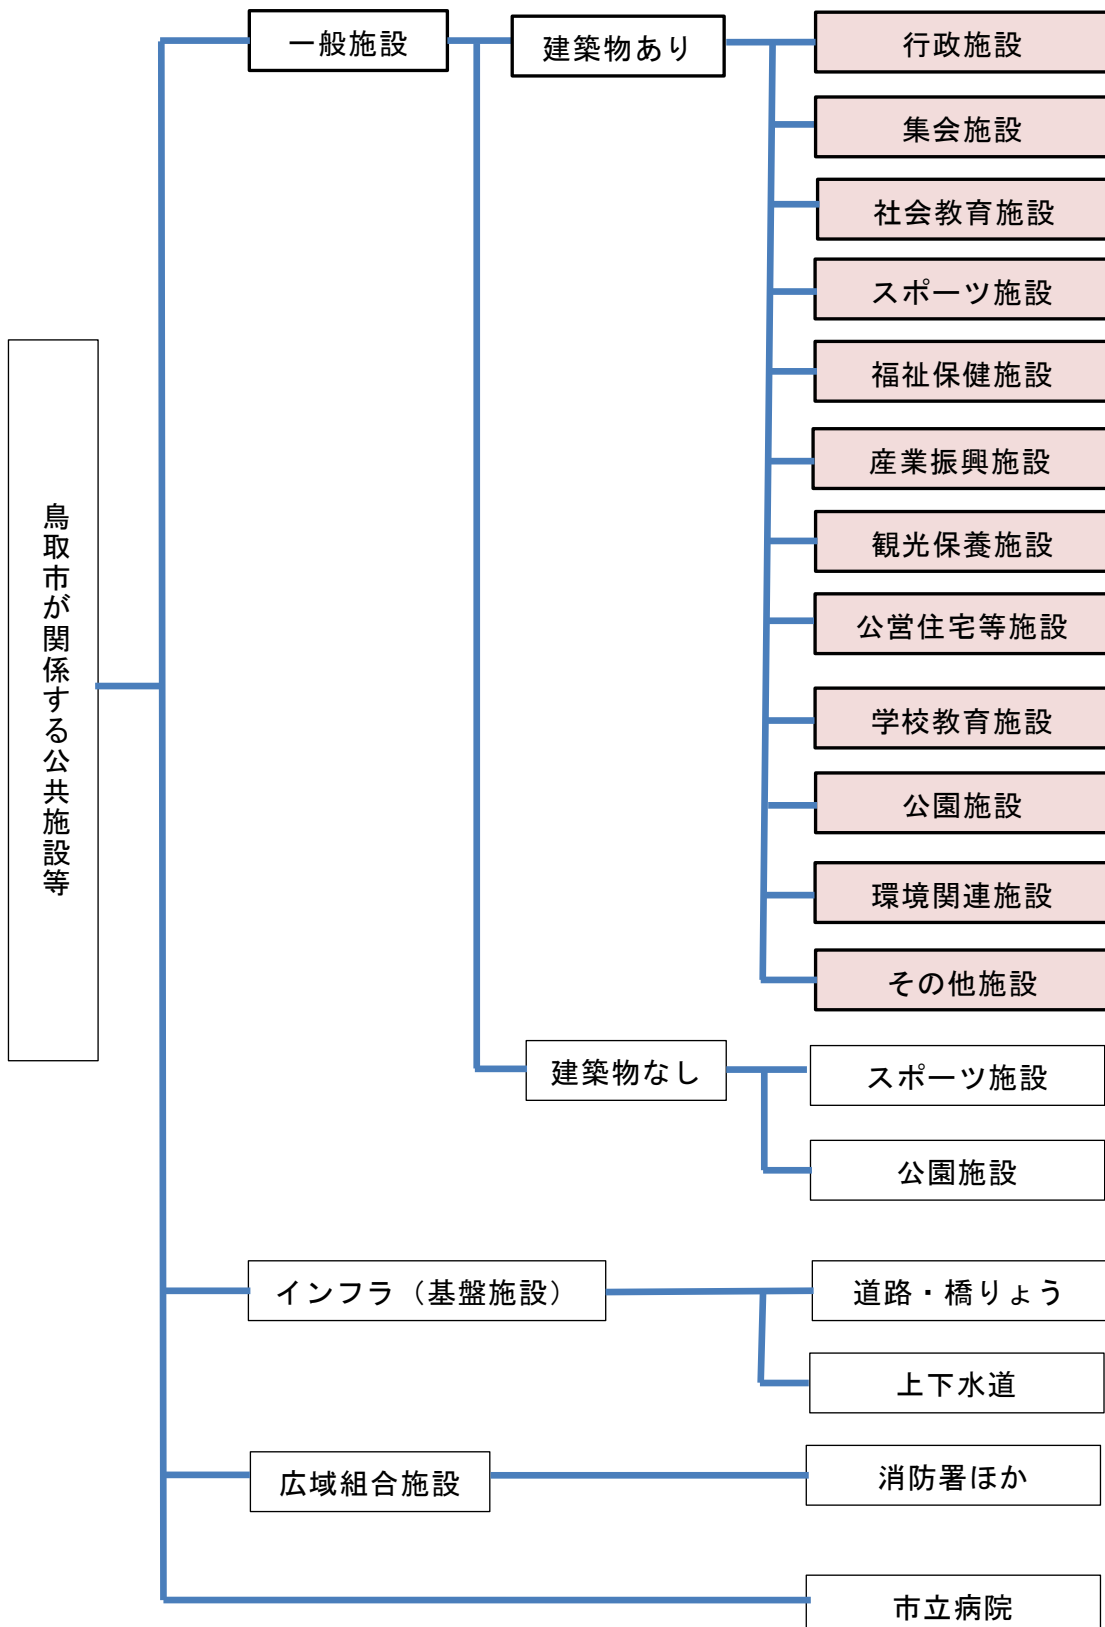 鳥取市が関係する公共施設等
一般施設
建築物あり
行政施設
集会施設
社会教育施設
スポーツ施設
福祉保健施設
産業振興施設
観光保養施設
公営住宅等施設
学校教育施設
公園施設
環境関連施設
その他施設
建築物なし
スポーツ施設
公園施設
インフラ（基盤施設）
道路・橋りょう
上下水道
広域組合施設
消防署ほか
市立病院